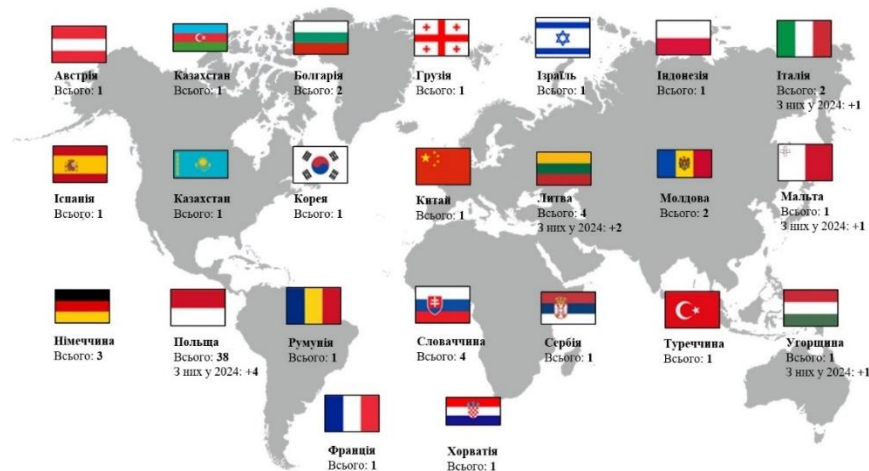 Австрія
Всього: 1
Казахстан
Всього: 1
Болгарія
Всього: 2
Грузія
Всього: 1
Ізраїль
Всього: 1
Індонезія
Всього: 1
Італія
Всього: 2
З них у 2024: +1
Іспанія
Всього: 1
Казахстан
Всього: 1
Корея
Всього: 1
Китай
Всього: 1
Литва
Всього: 4
З них у 2024: +2
Молдова
Всього: 2
Мальта
Всього: 1
З них у 2024: +1
Німеччина
Всього: 3
Польща
Всього: 38
З них у 2024: +4
Румунія
Всього: 1
Словаччина
Всього: 4
Сербія
Всього: 1
Туреччина
Всього: 1
Угорщина
Всього: 1
З них у 2024: +1
Франція
Всього: 1
Хорватія
Всього: 1